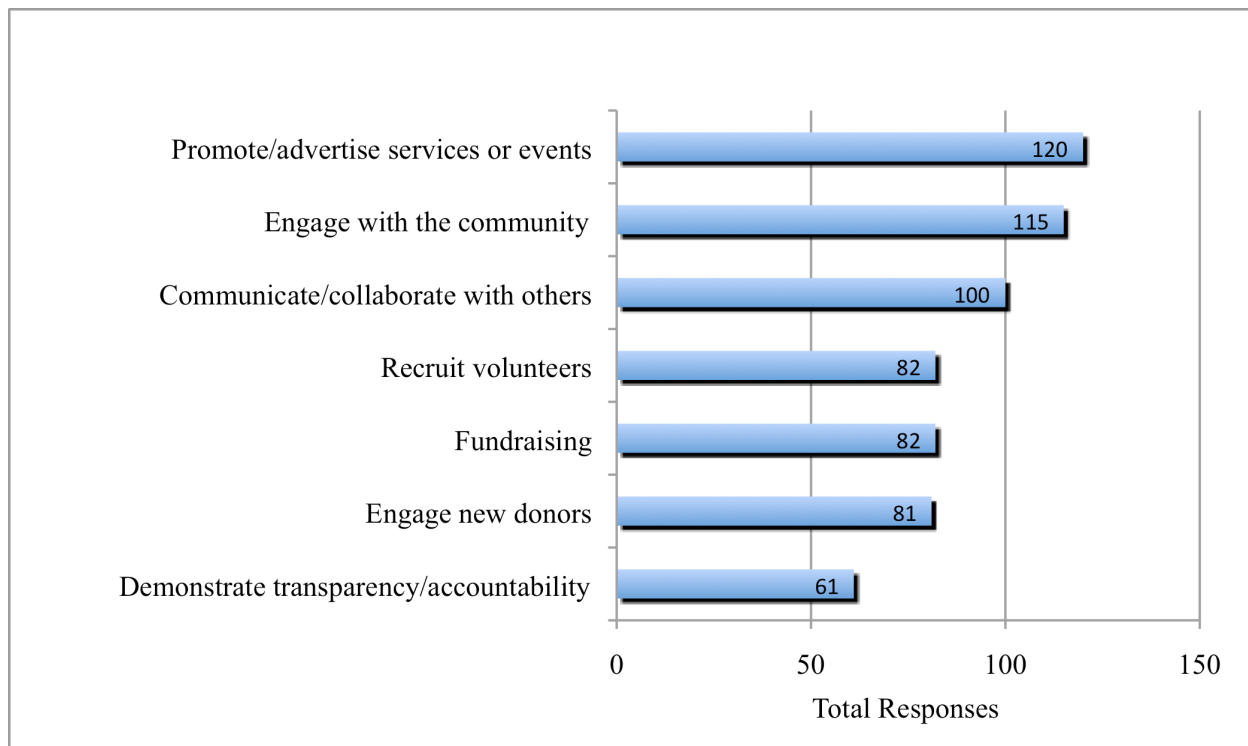 Promote/advertise services or events
120
Engage with the community
115
Communicate/collaborate with others
100
Recruit volunteers
82
Fundraising
82
Engage new donors
81
Demonstrate transparency/accountability
61
0 50 100 150
Total Responses